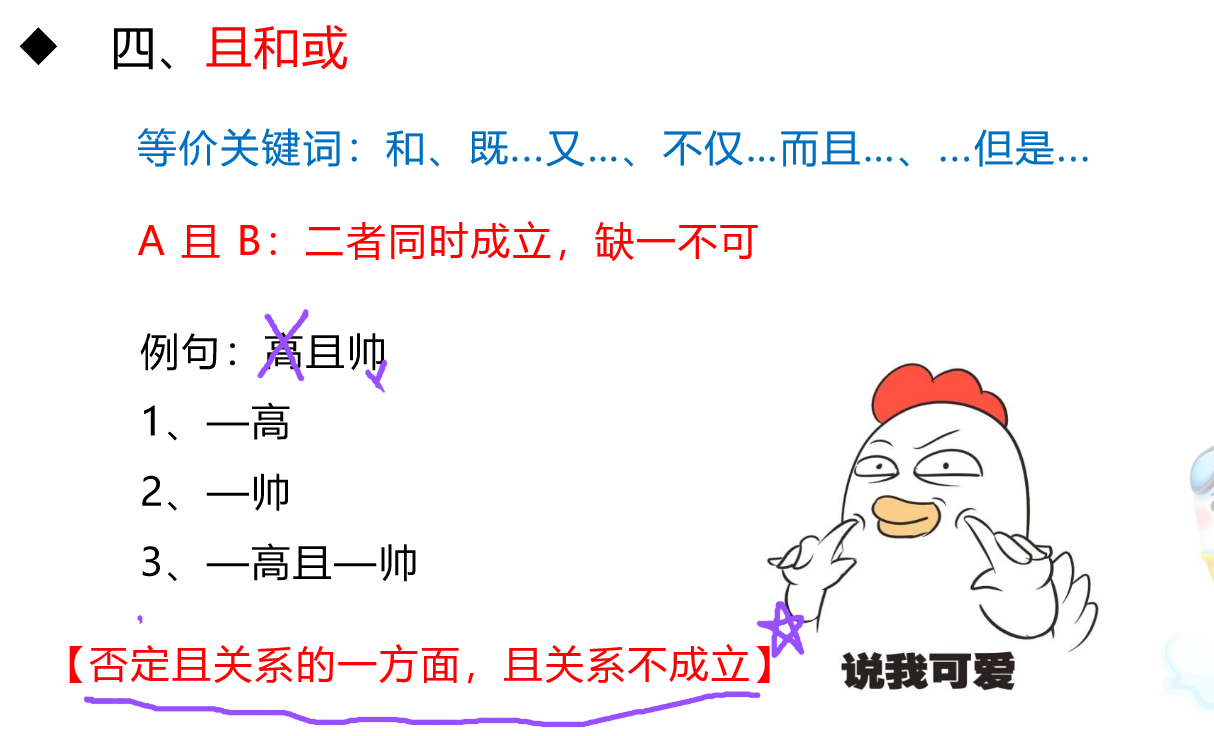 ◆ 四、且和或
等价关键词：和、既…又…、不仅…而且…、…但是…
A 且 B：二者同时成立，缺一不可
例句：高且帅
1、—高
2、—帅
3、—高且—帅
【否定且关系的一方面，且关系不成立】
说我可爱